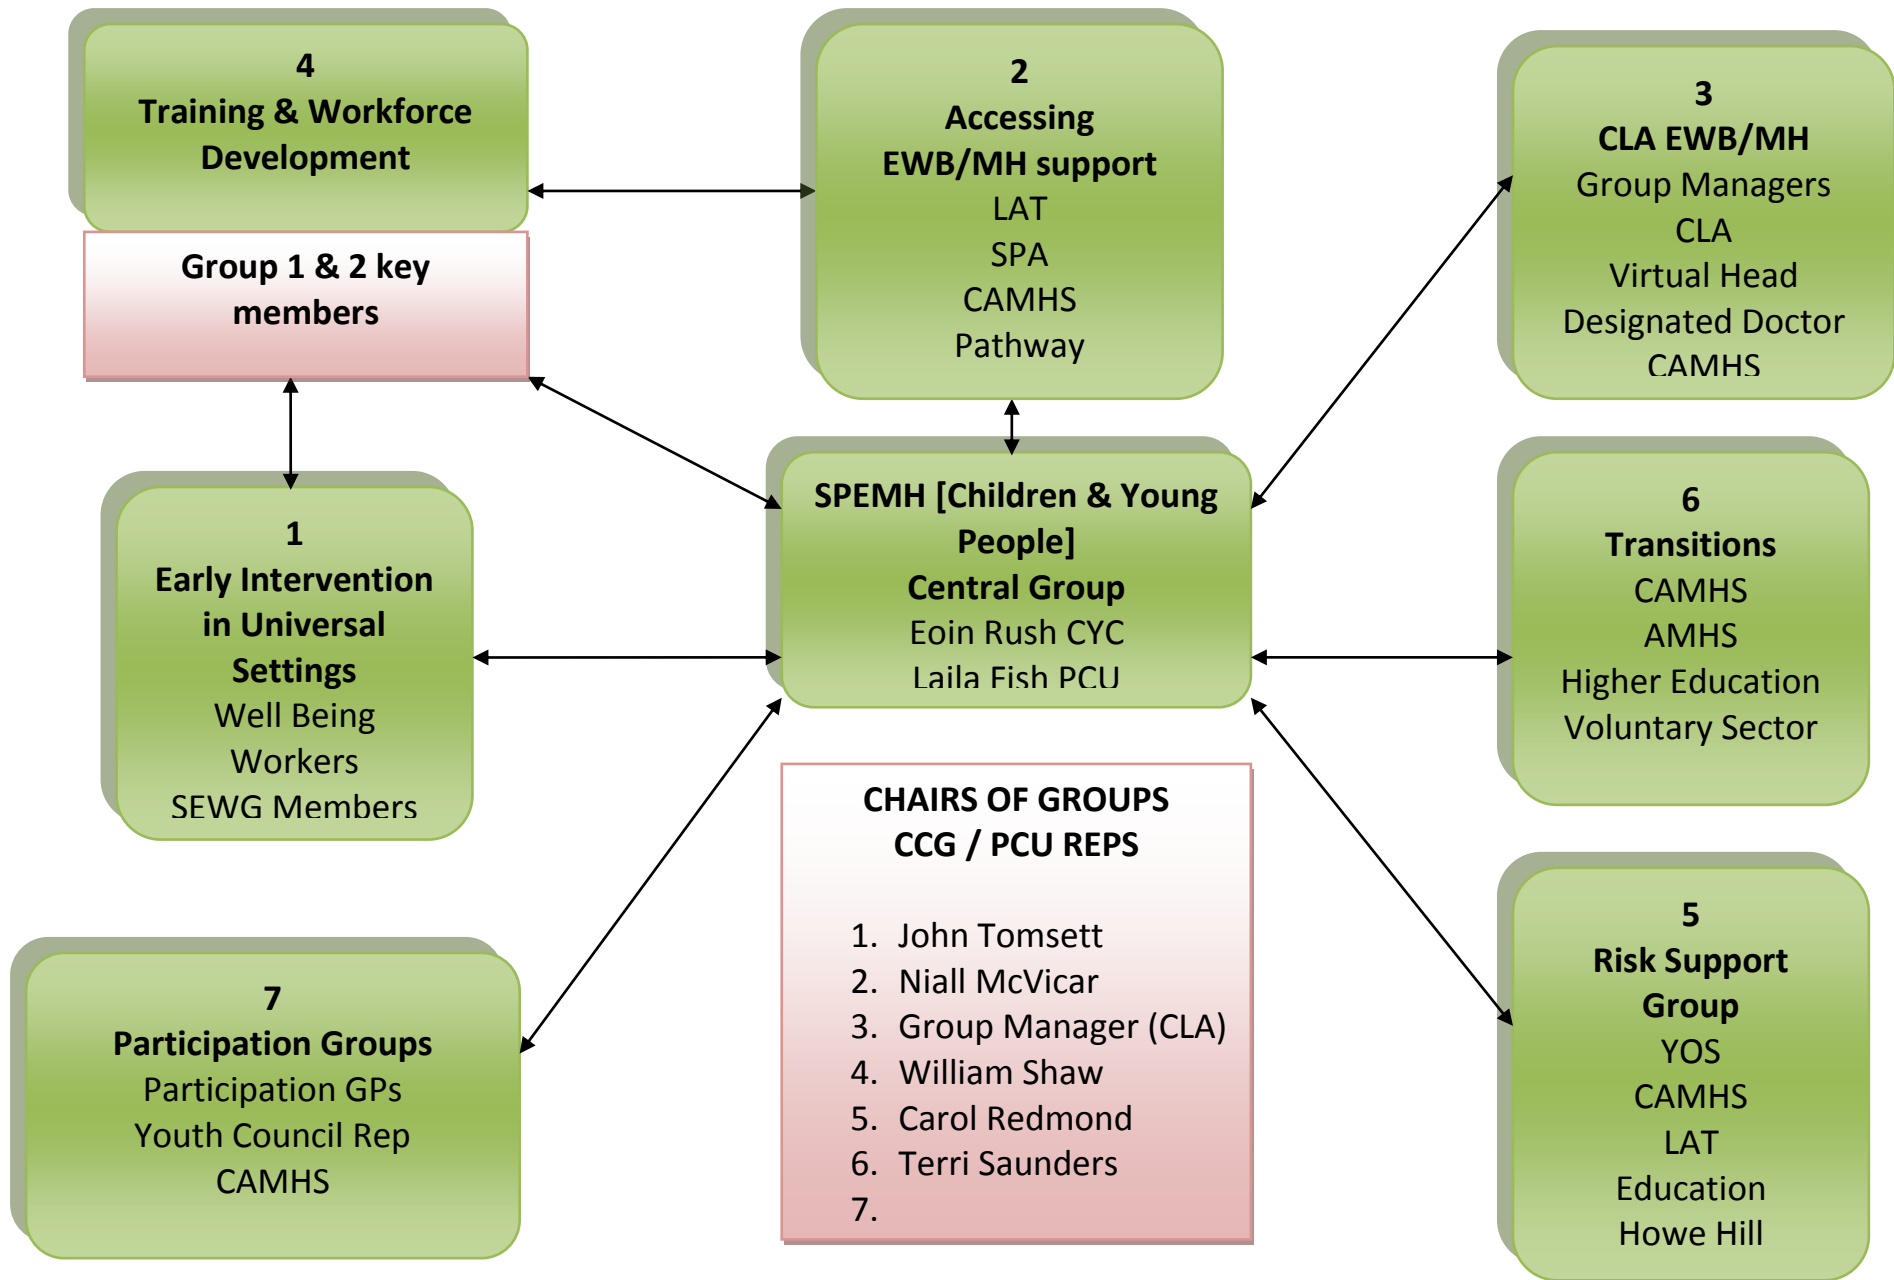 4
Training & Workforce
Development
Group 1 & 2 key
members
2
Accessing
EWB/MH support
LAT
SPA
CAMHS
Pathway
3
CLA EWB/MH
Group Managers
CLA
Virtual Head
Designated Doctor
CAMHS
1
Early Intervention
in Universal
Settings
Well Being
Workers
SEWG Members
SPEMH [Children & Young
People]
Central Group
Eoin Rush CYC
Laila Fish PCU
6
Transitions
CAMHS
AMHS
Higher Education
Voluntary Sector
7
Participation Groups
Participation GPs
Youth Council Rep
CAMHS
CHAIRS OF GROUPS
CCG / PCU REPS
1. John Tomsett
2. Niall McVicar
3. Group Manager (CLA)
4. William Shaw
5. Carol Redmond
6. Terri Saunders
7.
5
Risk Support
Group
YOS
CAMHS
LAT
Education
Howe Hill